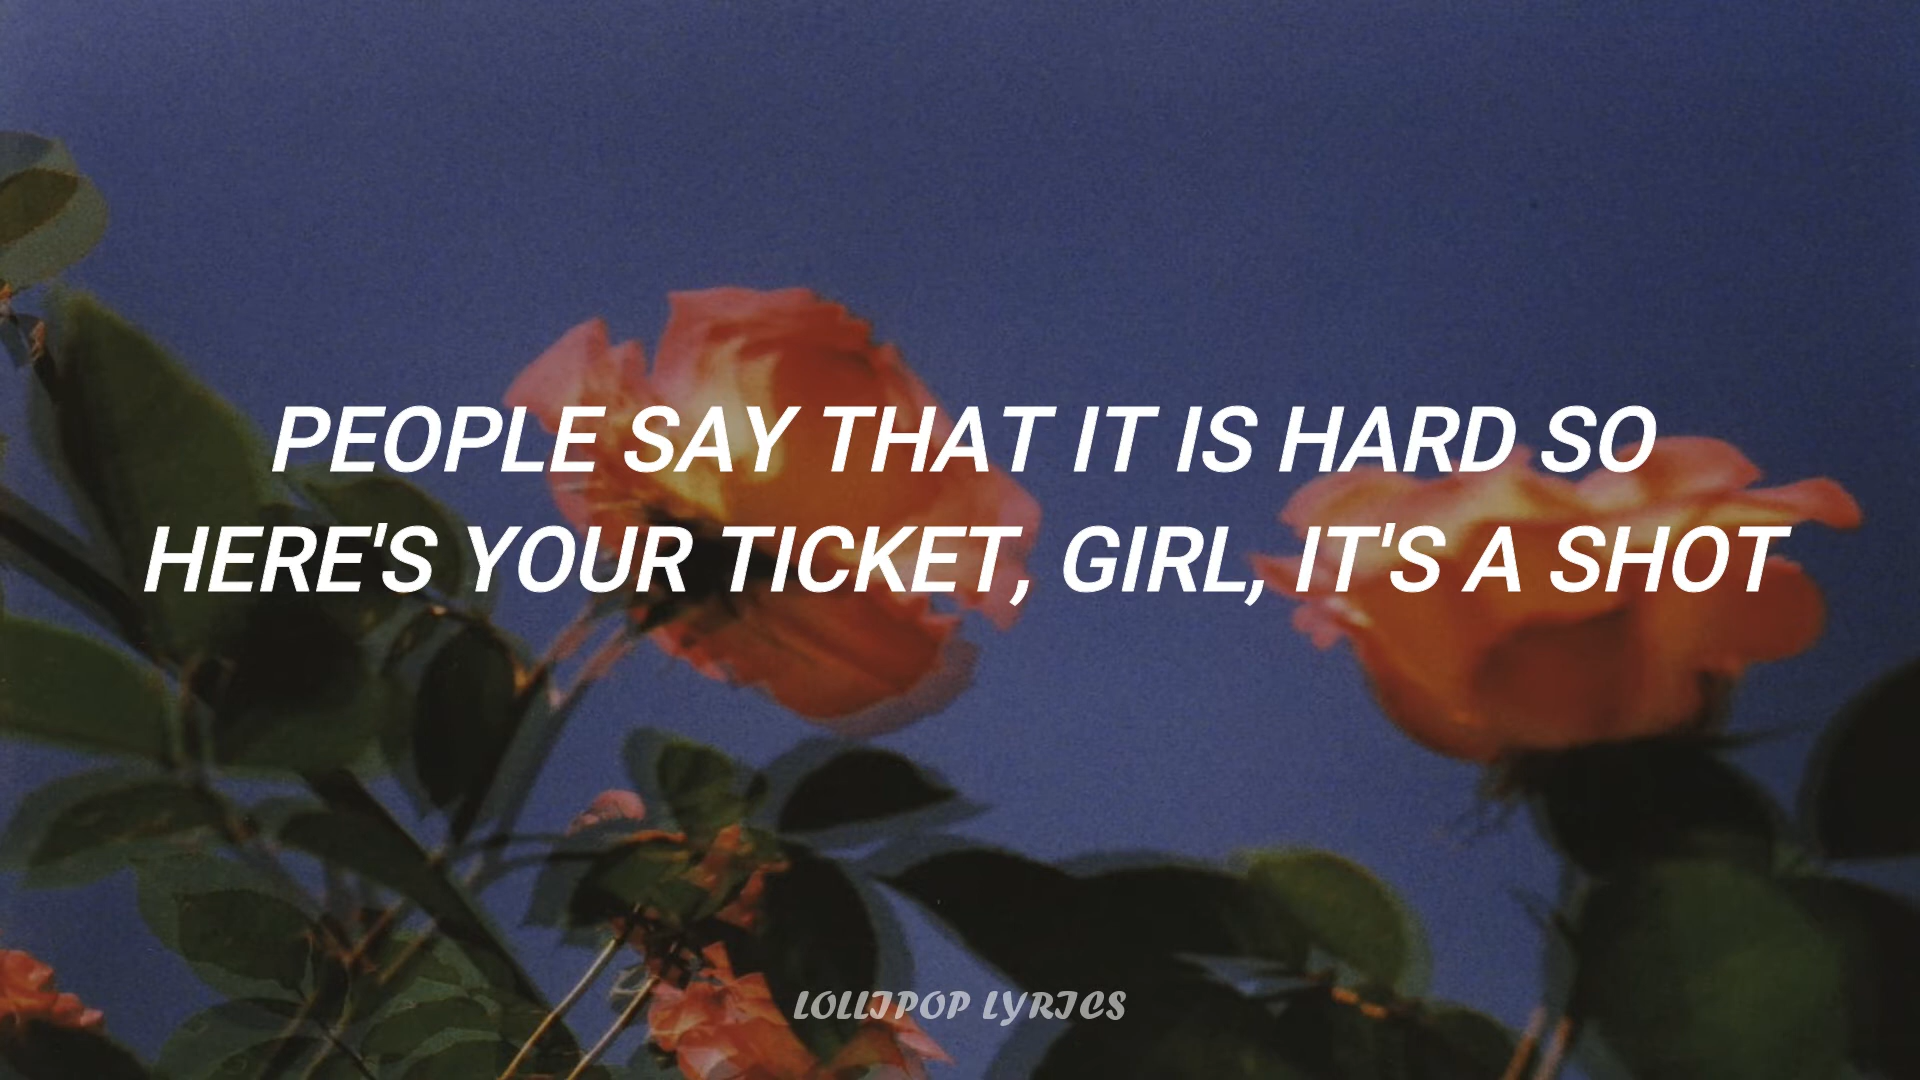 PEOPLE SAY THAT IT IS HARD SO
HERE'S YOUR TICKET, GIRL, IT'S A SHOT
LOLLIPOP LYRICS